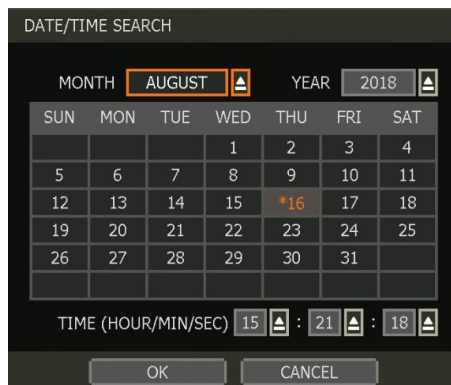 DATE/TIME SEARCH
MONTH AUGUST YEAR 2018
SUN MON TUE WED THU FRI SAT
1 2 3 4
5 6 7 8 9 10 11
12 13 14 15 *16 17 18
19 20 21 22 23 24 25
26 27 28 29 30 31
TIME (HOUR/MIN/SEC) 15 : 21 : 18
OK CANCEL